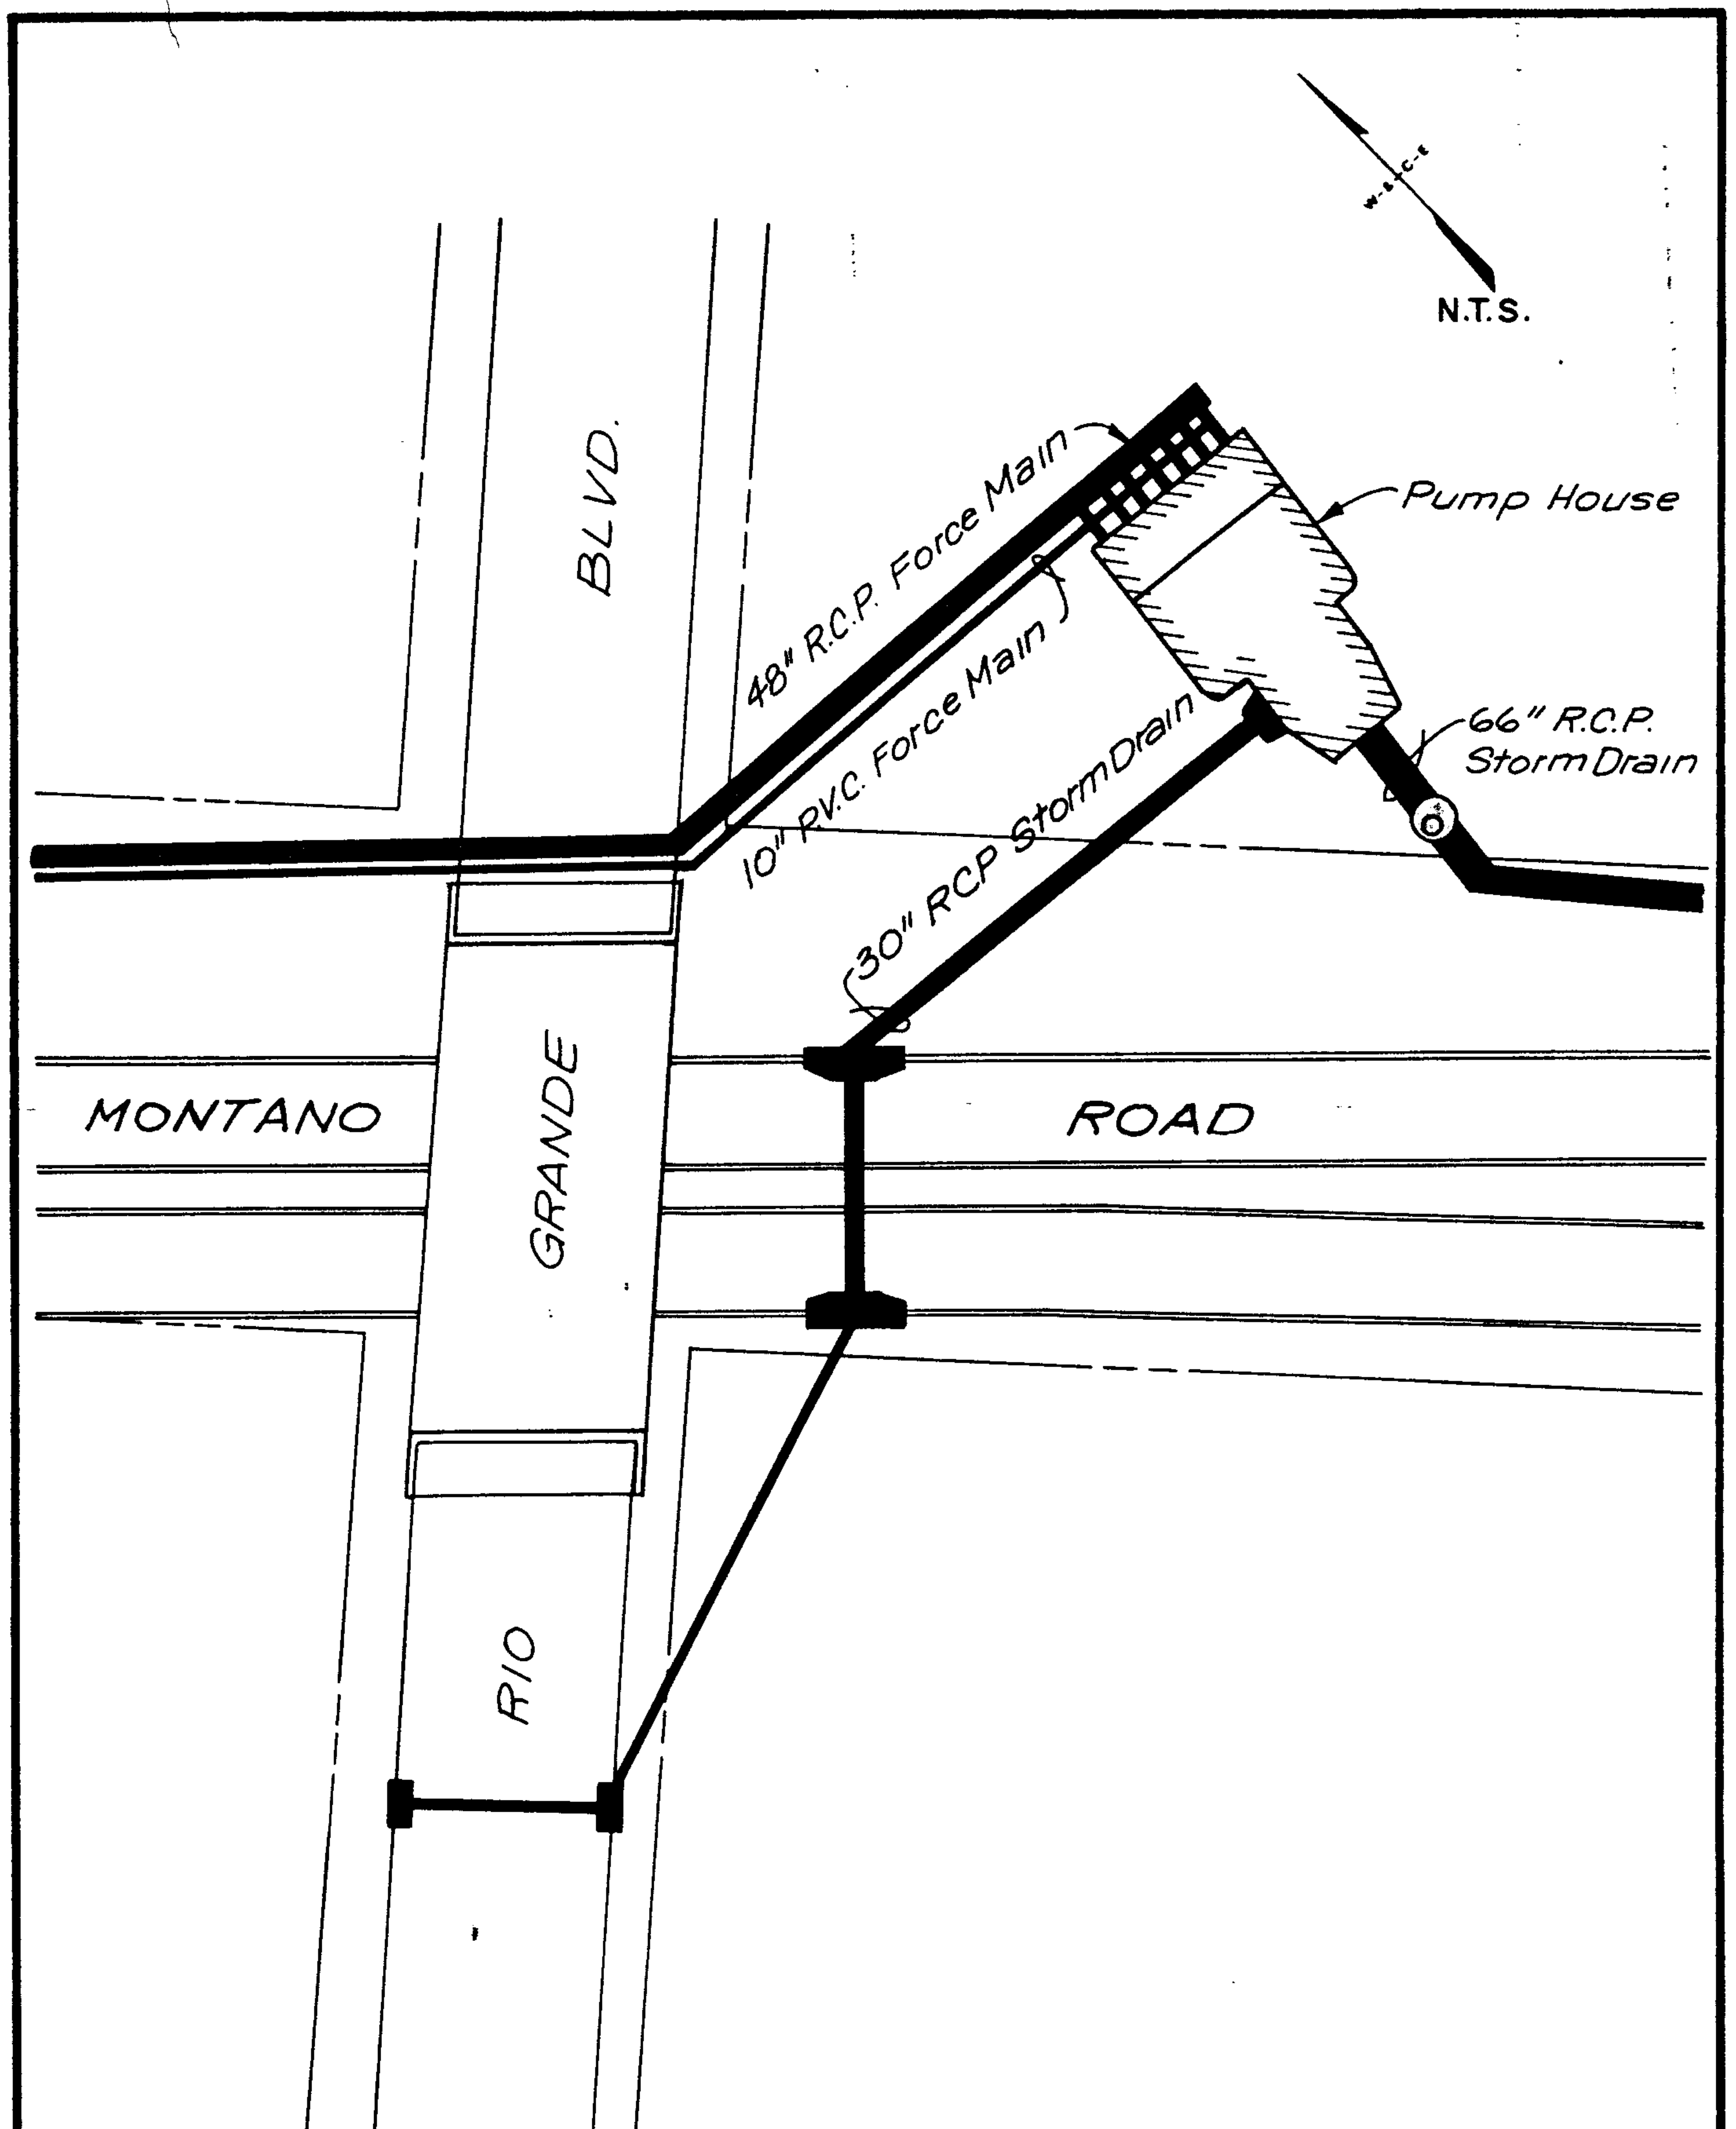 W-&-C-E
N.T.S.
BLVD.
48" R.C.P. Force Main
Pump House
10" P.V.C. Force Main
66" R.C.P.
Storm Drain
30" RCP Storm Drain
MONTANO
ROAD
GRANDE
RIO